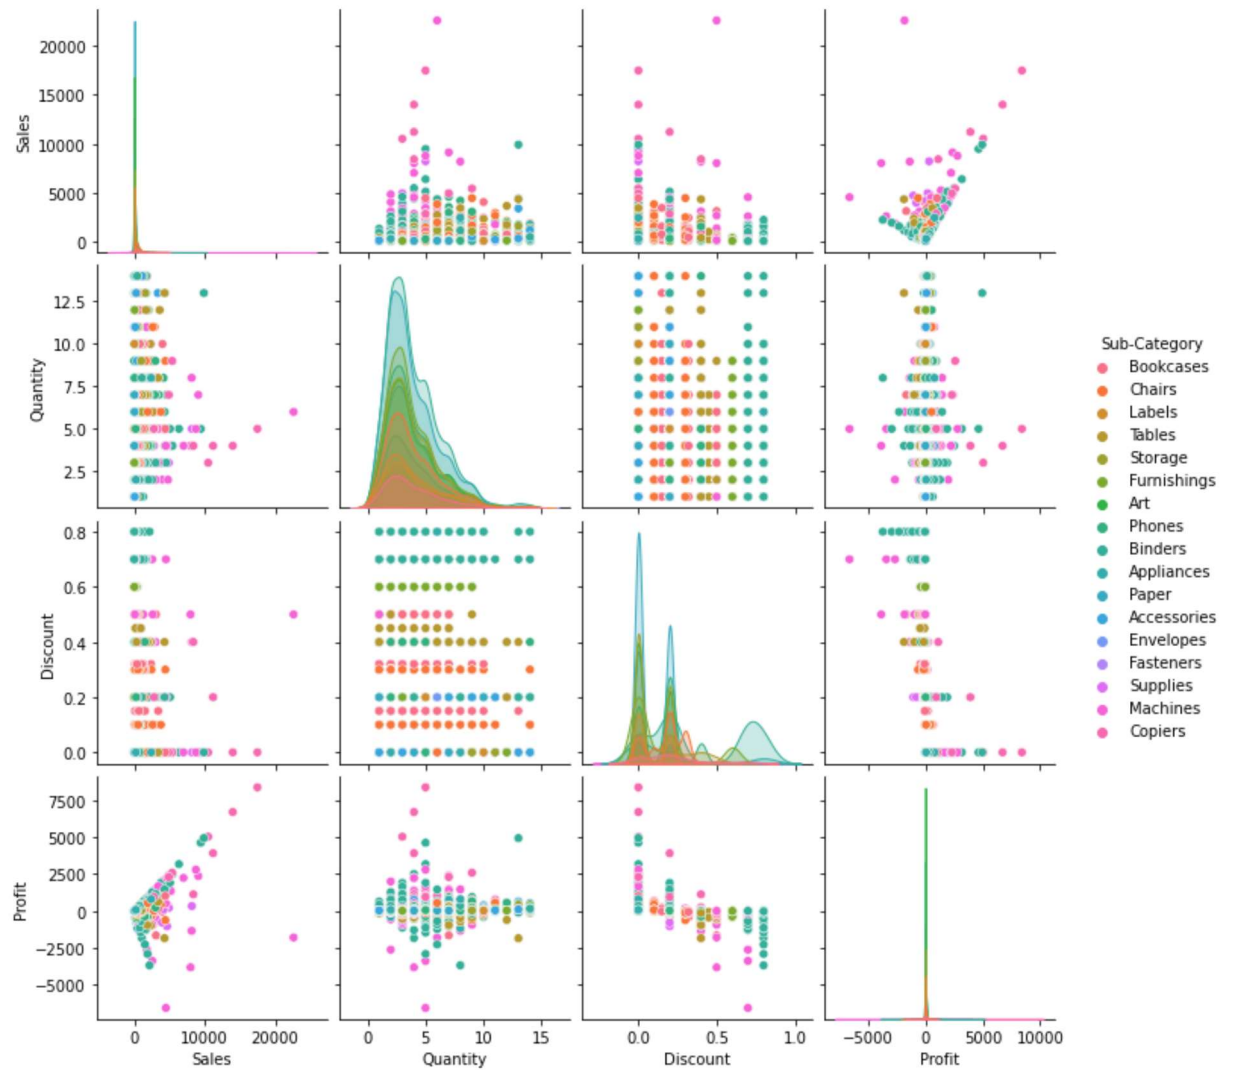 Sales
20000
15000
10000
5000
0
Quantity
12.5
10.0
7.5
5.0
2.5
Discount
0.8
0.6
0.4
0.2
0.0
Profit
7500
5000
2500
0
−2500
−5000
0 10000 20000
Sales
0 5 10 15
Quantity
0.0 0.5 1.0
Discount
−5000 0 5000 10000
Profit
Sub-Category
Bookcases
Chairs
Labels
Tables
Storage
Furnishings
Art
Phones
Binders
Appliances
Paper
Accessories
Envelopes
Fasteners
Supplies
Machines
Copiers